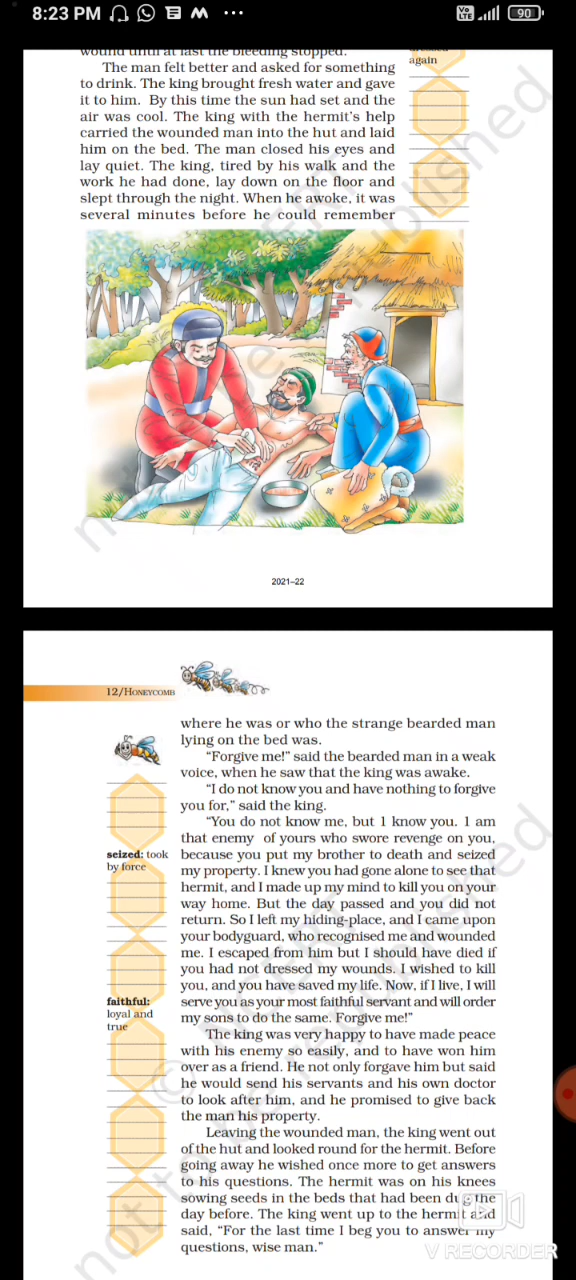 8:23 PM
Vo LTE
90
wound until at last the bleeding stopped.
The man felt better and asked for something
to drink. The king brought fresh water and gave
it to him. By this time the sun had set and the
air was cool. The king with the hermit's help
carried the wounded man into the hut and laid
him on the bed. The man closed his eyes and
lay quiet. The king, tired by his walk and the
work he had done, lay down on the floor and
slept through the night. When he awoke, it was
several minutes before he could remember
again
2021–22
12/HONEYCOMB
where he was or who the strange bearded man
lying on the bed was.
“Forgive me!” said the bearded man in a weak
voice, when he saw that the king was awake.
“I do not know you and have nothing to forgive
you for,” said the king.
“You do not know me, but 1 know you. 1 am
that enemy of yours who swore revenge on you,
because you put my brother to death and seized
my property. I knew you had gone alone to see that
hermit, and I made up my mind to kill you on your
way home. But the day passed and you did not
return. So I left my hiding-place, and I came upon
your bodyguard, who recognised me and wounded
me. I escaped from him but I should have died if
you had not dressed my wounds. I wished to kill
you, and you have saved my life. Now, if I live, I will
serve you as your most faithful servant and will order
my sons to do the same. Forgive me!”
The king was very happy to have made peace
with his enemy so easily, and to have won him
over as a friend. He not only forgave him but said
he would send his servants and his own doctor
to look after him, and he promised to give back
the man his property.
Leaving the wounded man, the king went out
of the hut and looked round for the hermit. Before
going away he wished once more to get answers
to his questions. The hermit was on his knees
sowing seeds in the beds that had been dug the
day before. The king went up to the hermit and
said, “For the last time I beg you to answer my
questions, wise man.”
seized: took
by force
faithful:
loyal and
true
© NCERT
not to be republished
V RECORDER